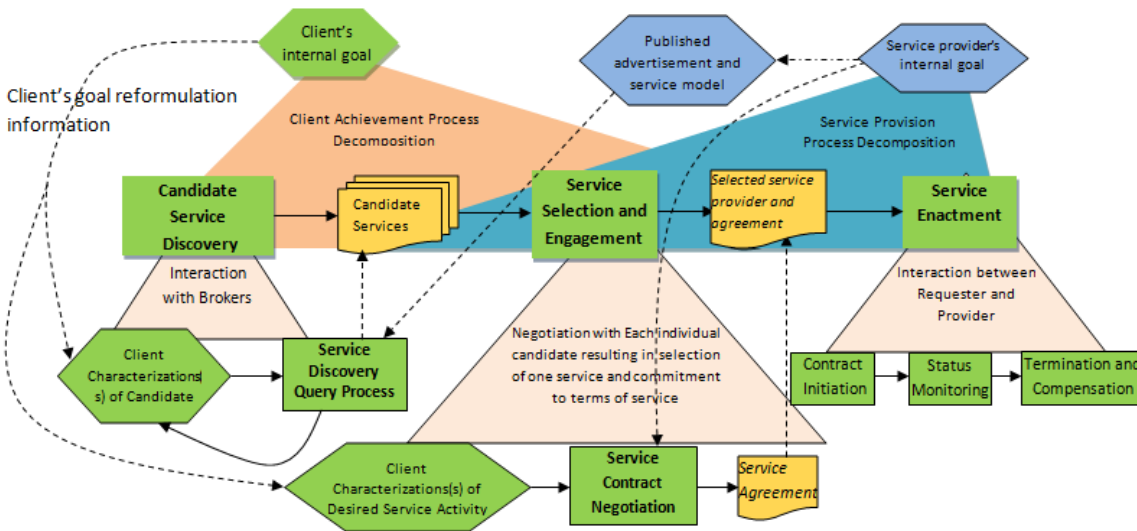 Client's
internal goal
Published
advertisement and
service model
Service provider's
internal goal
Client's goal reformulation
information
Client Achievement Process
Decomposition
Service Provision
Process Decomposition
Candidate
Service
Discovery
Candidate
Services
Service
Selection and
Engagement
Selected service
provider and
agreement
Service
Enactment
Interaction
with Brokers
Negotiation with Each individual
candidate resulting in selection
of one service and commitment
to terms of service
Interaction between
Requester and
Provider
Client
Characterizations(
s) of Candidate
Service
Discovery
Query Process
Contract
Initiation
Status
Monitoring
Termination and
Compensation
Client
Characterizations(s) of
Desired Service Activity
Service
Contract
Negotiation
Service
Agreement